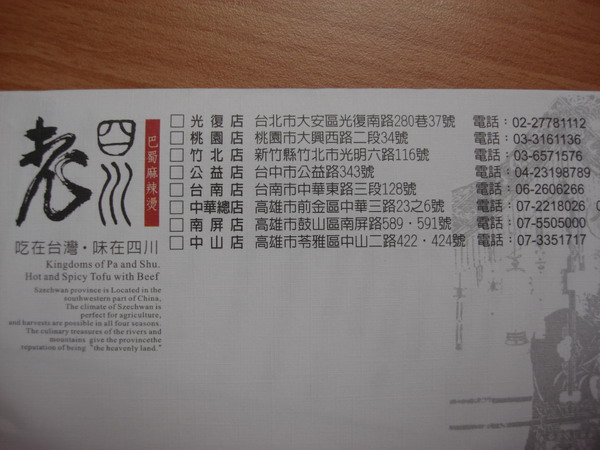 老四川
巴蜀麻辣燙
吃在台灣・味在四川
Kingdoms of Pa and Shu.
Hot and Spicy Tofu with Beef
Szechwan province is Located in the
southwestern part of China,
The climate of Szechwan is
perfect for agriculture,
and harvests are possible in all four seasons.
The culinary treasures of the rivers and
mountains give the provincethe
reputation of being "the heavenly land."
□ 光復店 台北市大安區光復南路280巷37號 電話：02-27781112
□ 桃園店 桃園市大興西路二段34號 電話：03-3161136
□ 竹北店 新竹縣竹北市光明六路116號 電話：03-6571576
□ 公益店 台中市公益路343號 電話：04-23198789
□ 台南店 台南市中華東路三段128號 電話：06-2606266
□ 中華總店 高雄市前金區中華三路23之6號 電話：07-2218026
□ 南屏店 高雄市鼓山區南屏路589・591號 電話：07-5505000
□ 中山店 高雄市苓雅區中山二路422・424號 電話：07-3351717